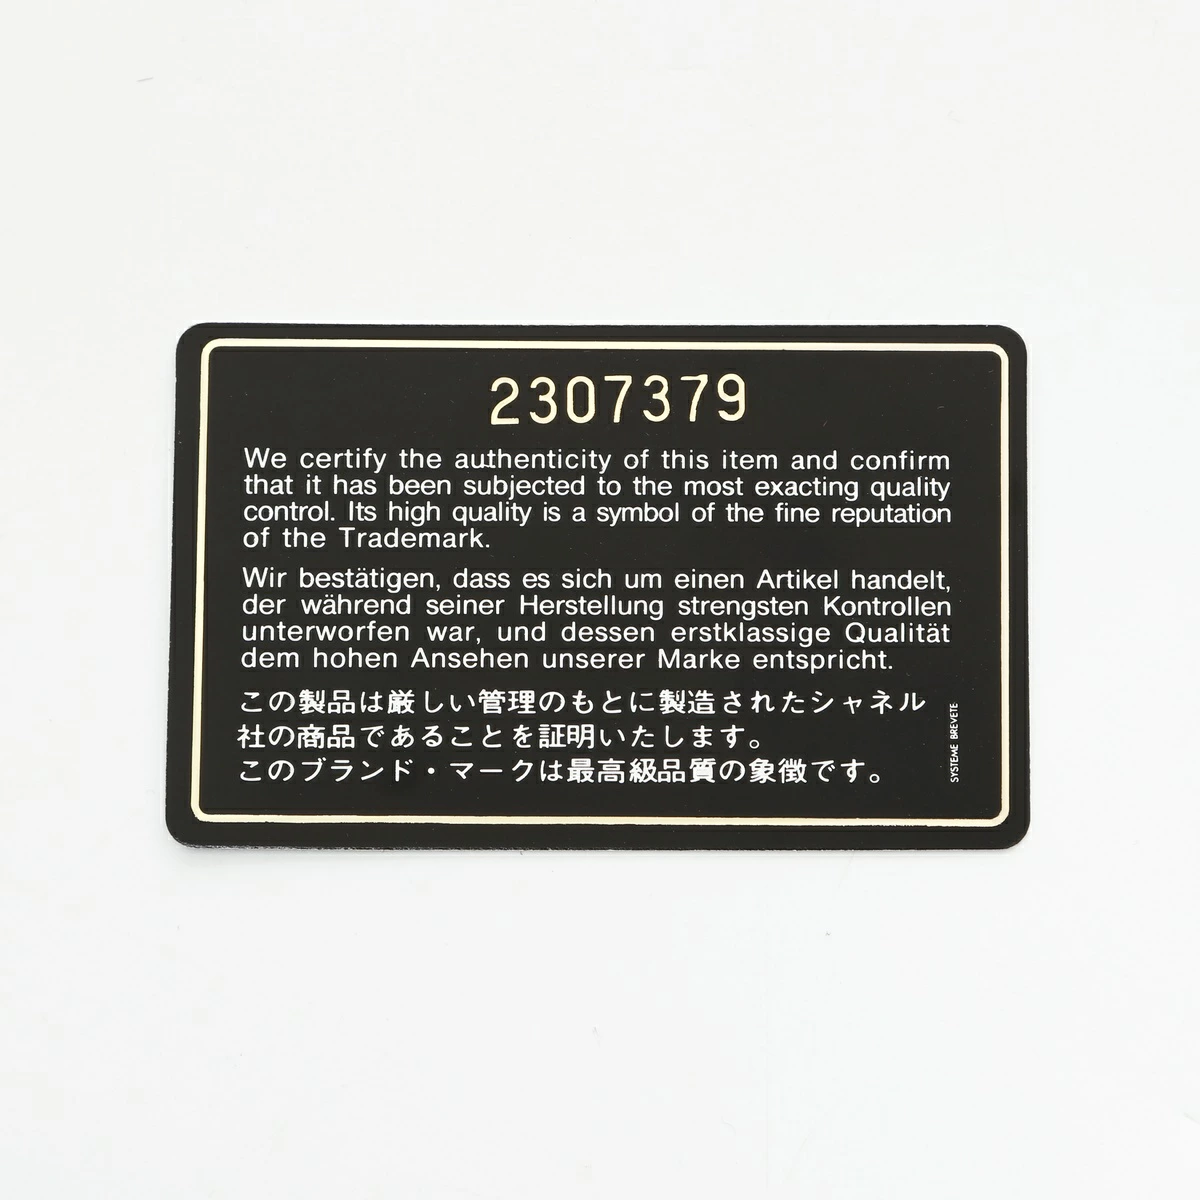 2307379
We certify the authenticity of this item and confirm
that it has been subjected to the most exacting quality
control. Its high quality is a symbol of the fine reputation
of the Trademark.
Wir bestätigen, dass es sich um einen Artikel handelt,
der während seiner Herstellung strengsten Kontrollen
unterworfen war, und dessen erstklassige Qualität
dem hohen Ansehen unserer Marke entspricht.
この製品は厳しい管理のもとに製造されたシャネル
社の商品であることを証明いたします。
このブランド・マークは最高級品質の象徴です。
SYSTEME BREVETE